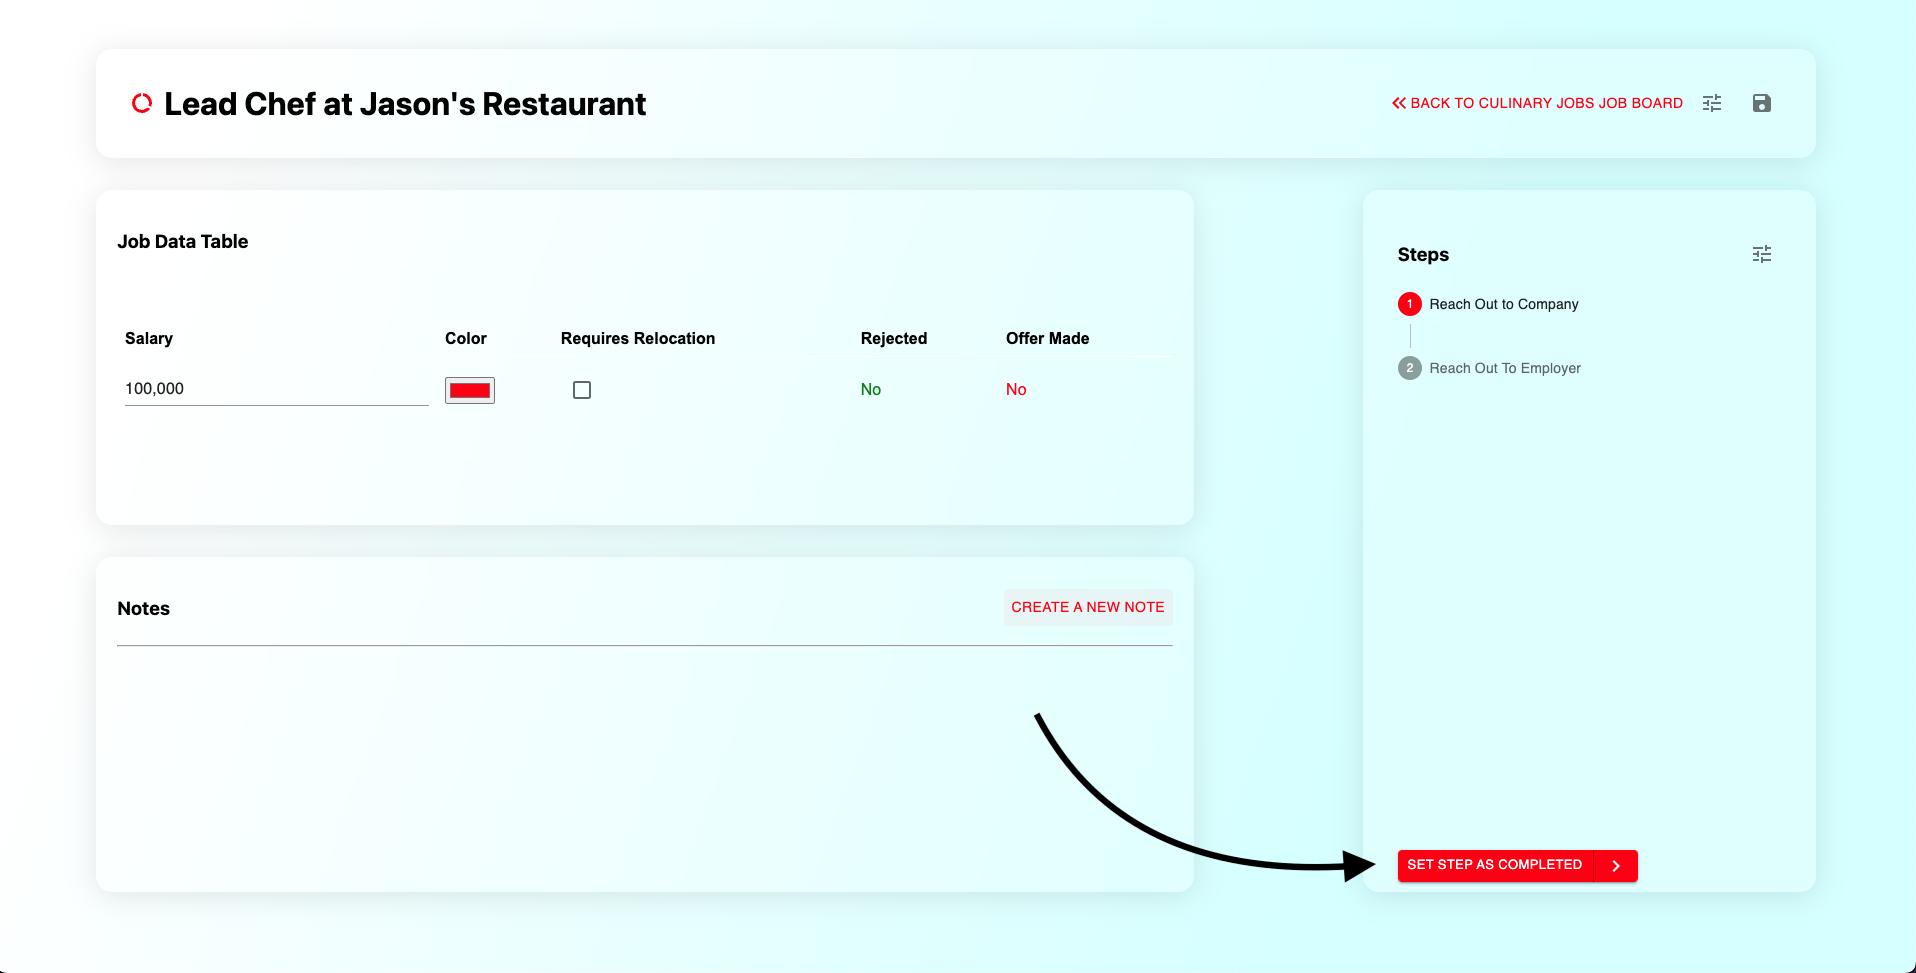 Lead Chef at Jason's Restaurant
BACK TO CULINARY JOBS JOB BOARD
Job Data Table
Salary Color Requires Relocation Rejected Offer Made
100,000 No No
Notes
CREATE A NEW NOTE
Steps
1 Reach Out to Company
2 Reach Out To Employer
SET STEP AS COMPLETED